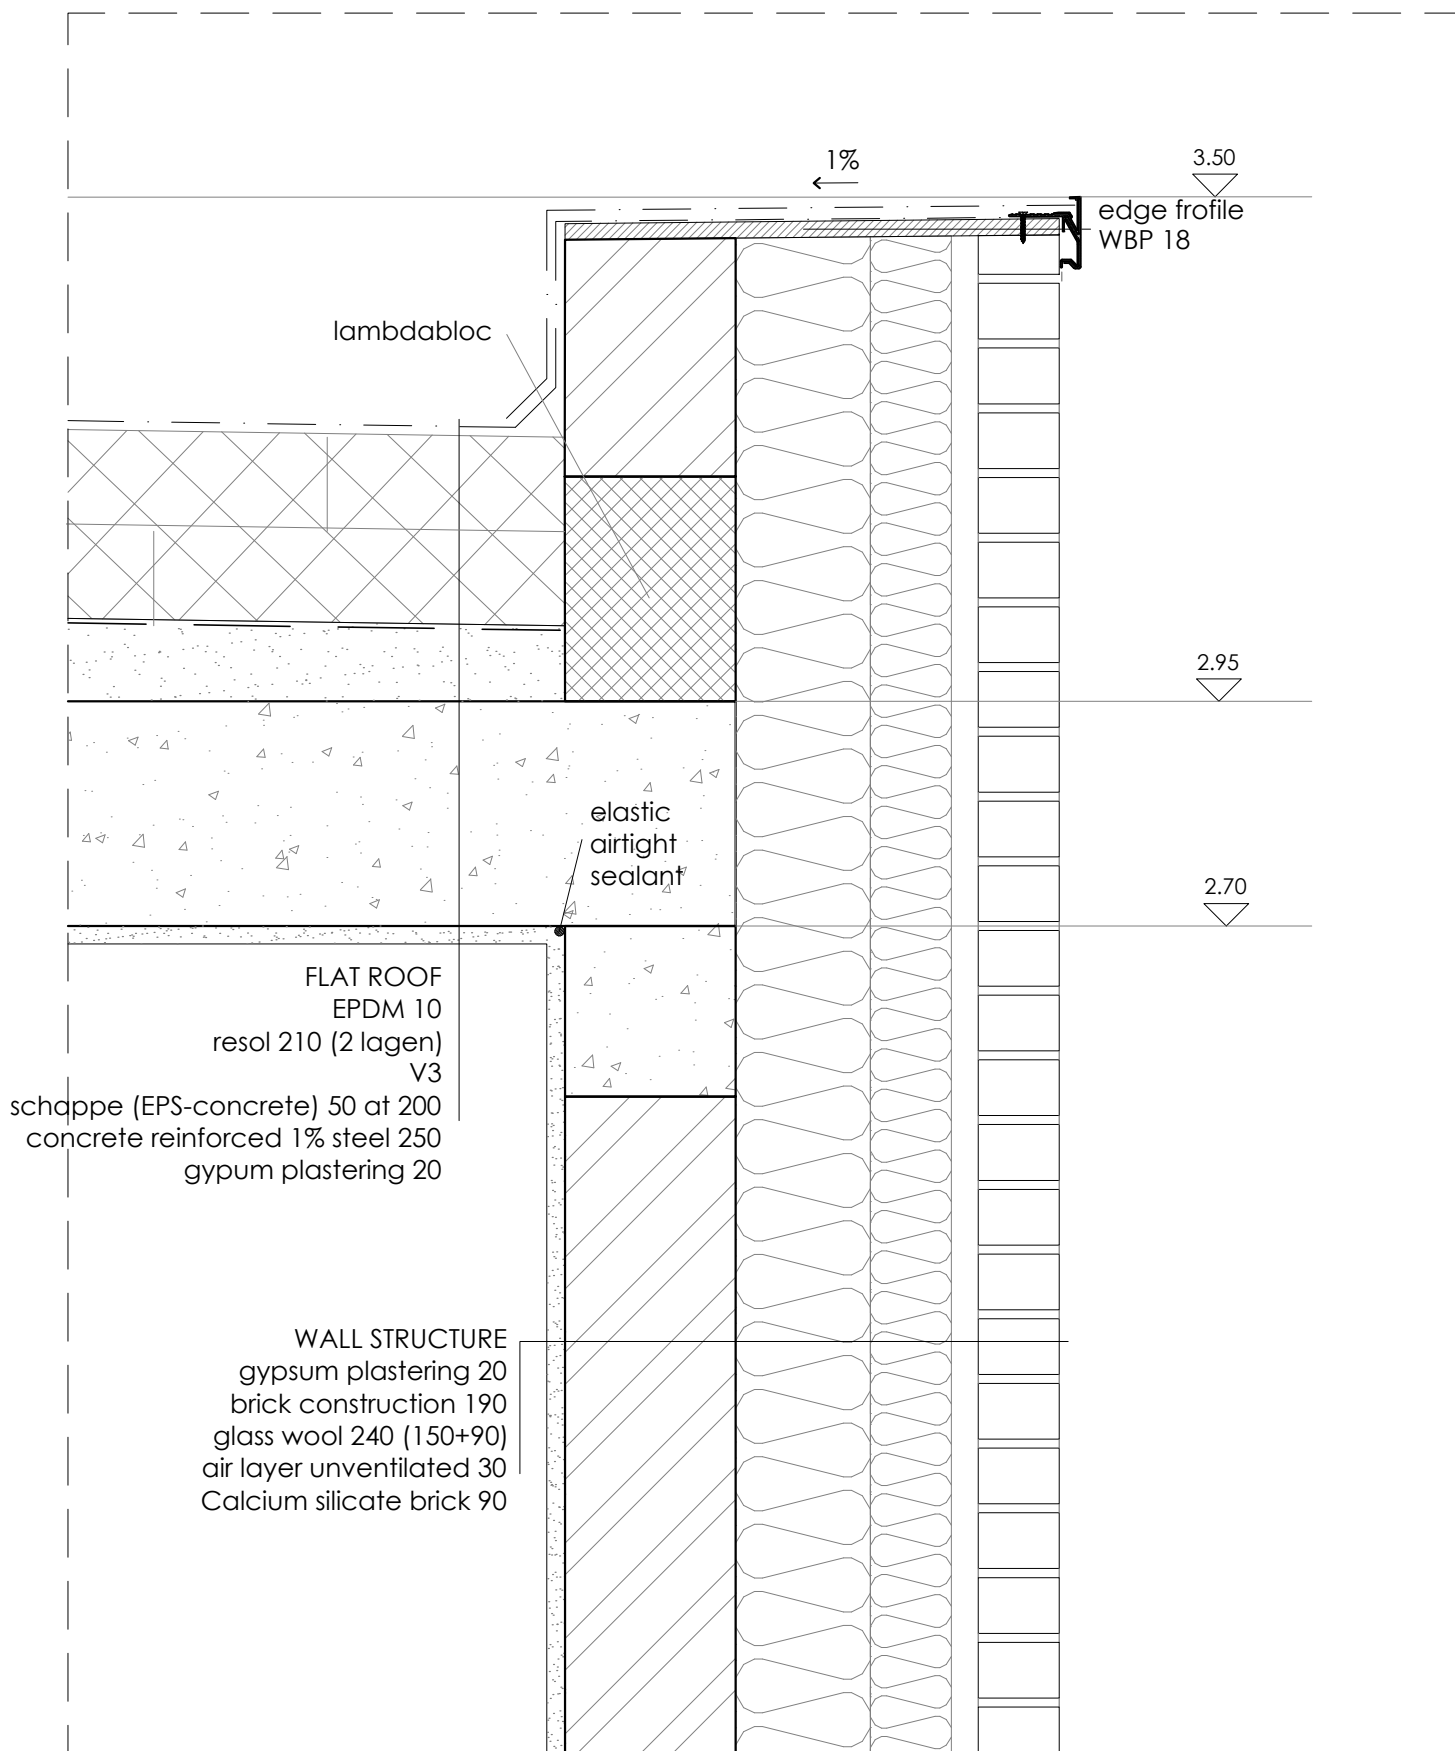 1%
3.50
edge frofile
WBP 18
lambdabloc
2.95
elastic
airtight
sealant
2.70
FLAT ROOF
EPDM 10
resol 210 (2 lagen)
V3
schappe (EPS-concrete) 50 at 200
concrete reinforced 1% steel 250
gypum plastering 20
WALL STRUCTURE
gypsum plastering 20
brick construction 190
glass wool 240 (150+90)
air layer unventilated 30
Calcium silicate brick 90